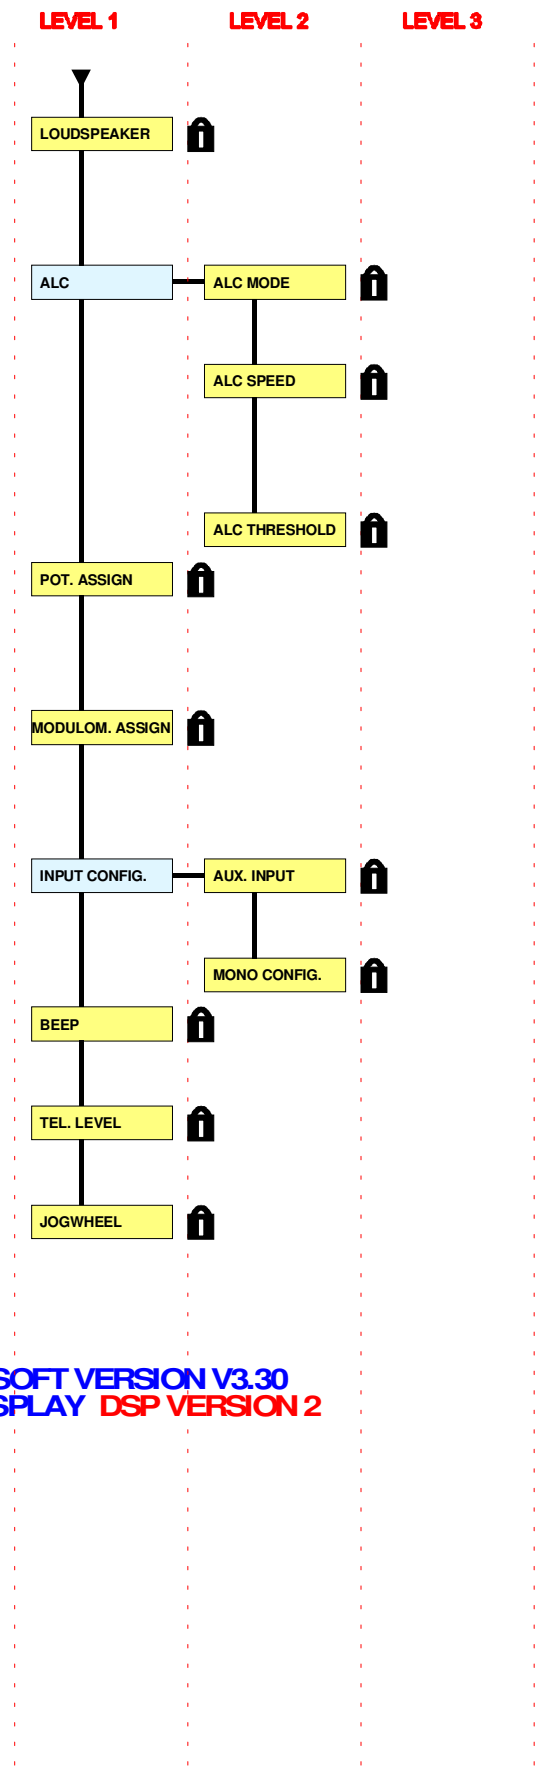 LEVEL 1 LEVEL 2 LEVEL 3
LOUDSPEAKER
ALC ALC MODE
ALC SPEED
ALC THRESHOLD
POT. ASSIGN
MODULOM. ASSIGN
INPUT CONFIG. AUX. INPUT
MONO CONFIG.
BEEP
TEL. LEVEL
JOGWHEEL
SOFT VERSION V3.30
SPLAY DSP VERSION 2